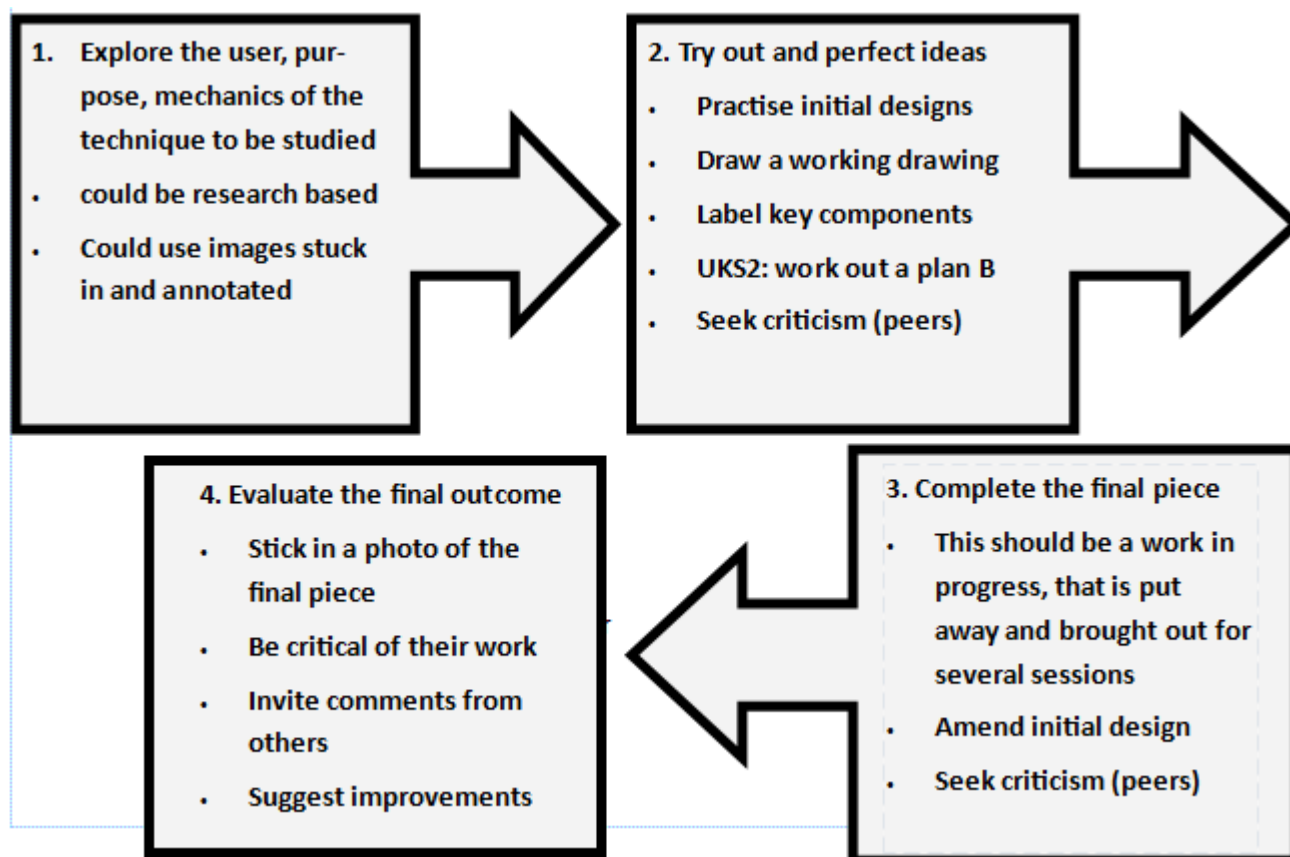 1. Explore the user, pur-
pose, mechanics of the
technique to be studied
• could be research based
• Could use images stuck
in and annotated
2. Try out and perfect ideas
• Practise initial designs
• Draw a working drawing
• Label key components
• UKS2: work out a plan B
• Seek criticism (peers)
3. Complete the final piece
• This should be a work in
progress, that is put
away and brought out for
several sessions
• Amend initial design
• Seek criticism (peers)
4. Evaluate the final outcome
• Stick in a photo of the
final piece
• Be critical of their work
• Invite comments from
others
• Suggest improvements